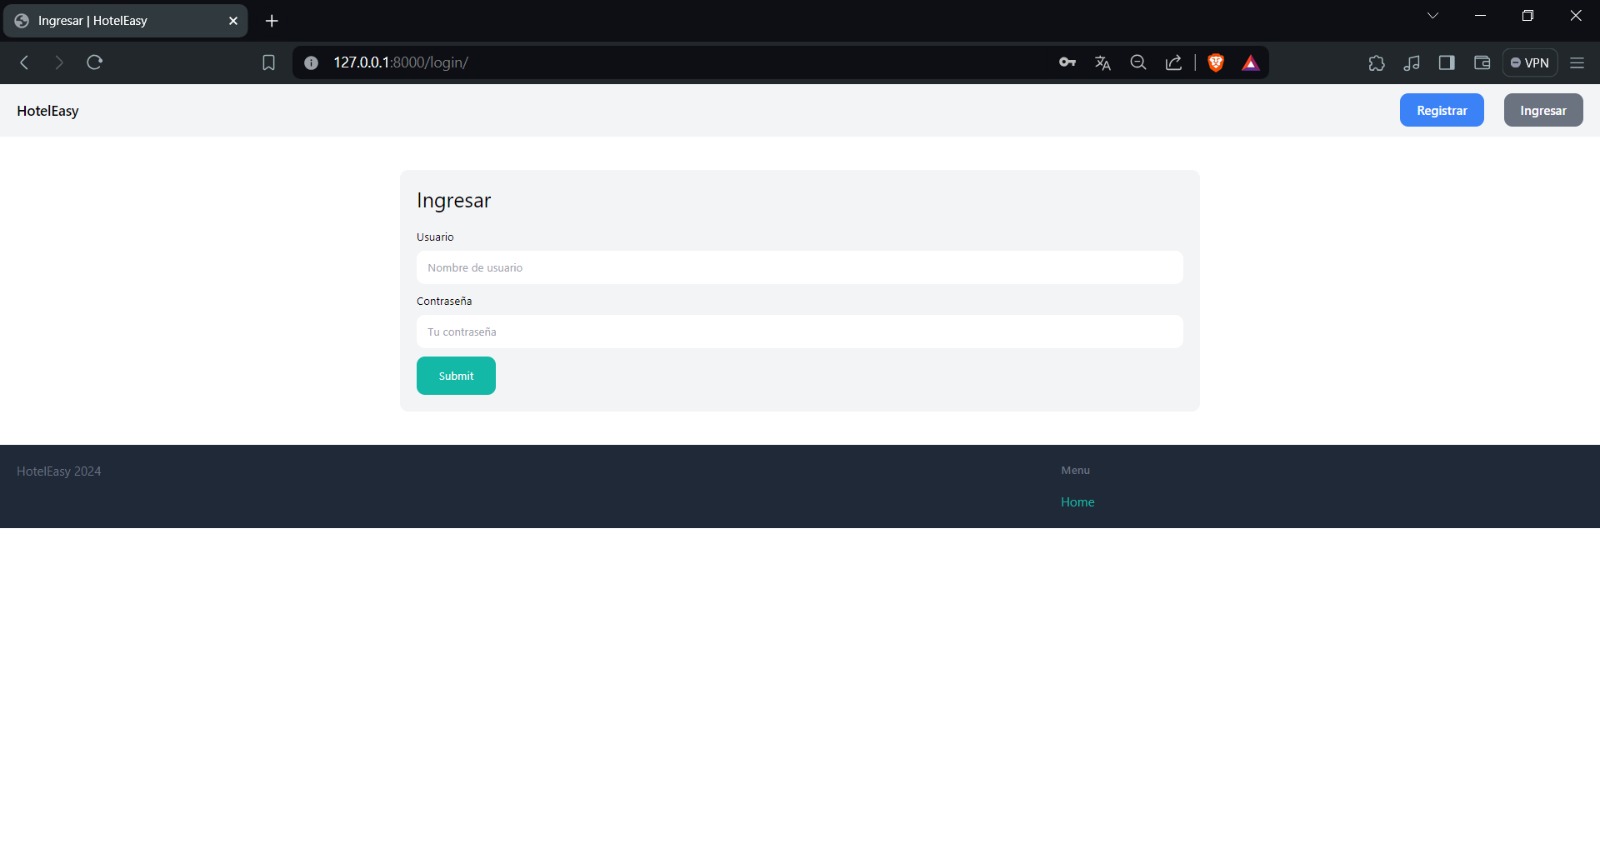 Ingresar | HotelEasy
127.0.0.1:8000/login/
VPN
HotelEasy
Registrar
Ingresar
Ingresar
Usuario
Nombre de usuario
Contraseña
Tu contraseña
Submit
HotelEasy 2024
Menu
Home